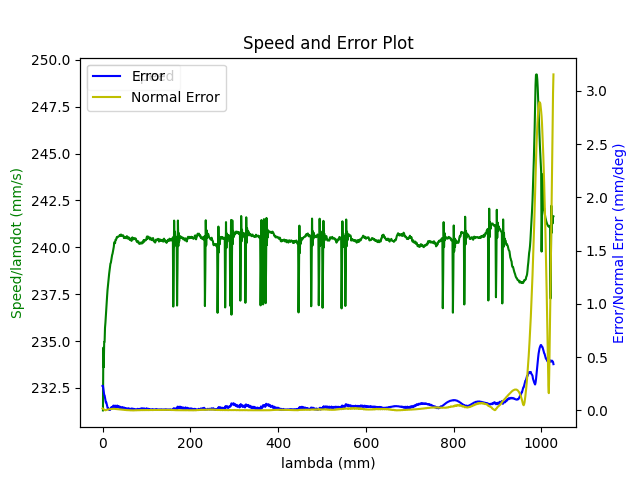 Speed and Error Plot
250.0
247.5
245.0
242.5
240.0
237.5
235.0
232.5
Speed/lamdot (mm/s)
Error
Normal Error
3.0
2.5
2.0
1.5
1.0
0.5
0.0
Error/Normal Error (mm/deg)
0 200 400 600 800 1000
lambda (mm)